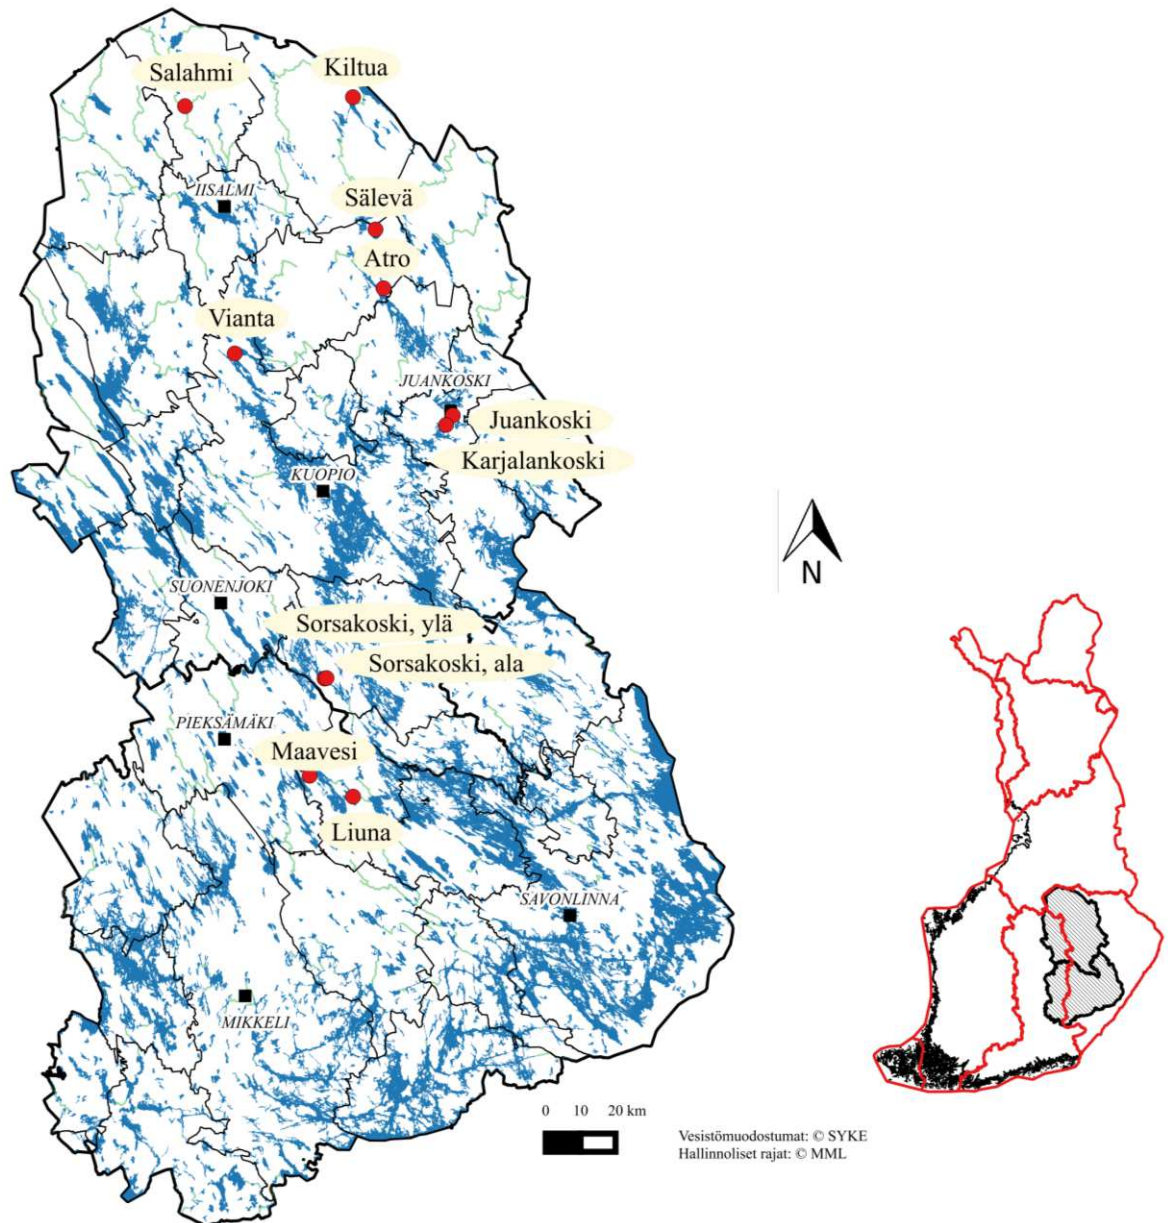 Salahmi
Kiltua
IISALMI
Sälevä
Atro
Vianta
JUANKOSKI
Juankoski
Karjalankoski
KUOPIO
N
SUONENJOKI
Sorsakoski, ylä
Sorsakoski, ala
PIEKSÄMÄKI
Maavesi
Liuna
SAVONLINNA
MIKKELI
0 10 20 km
Vesistömuodostumat: © SYKE
Hallinnoliset rajat: © MML